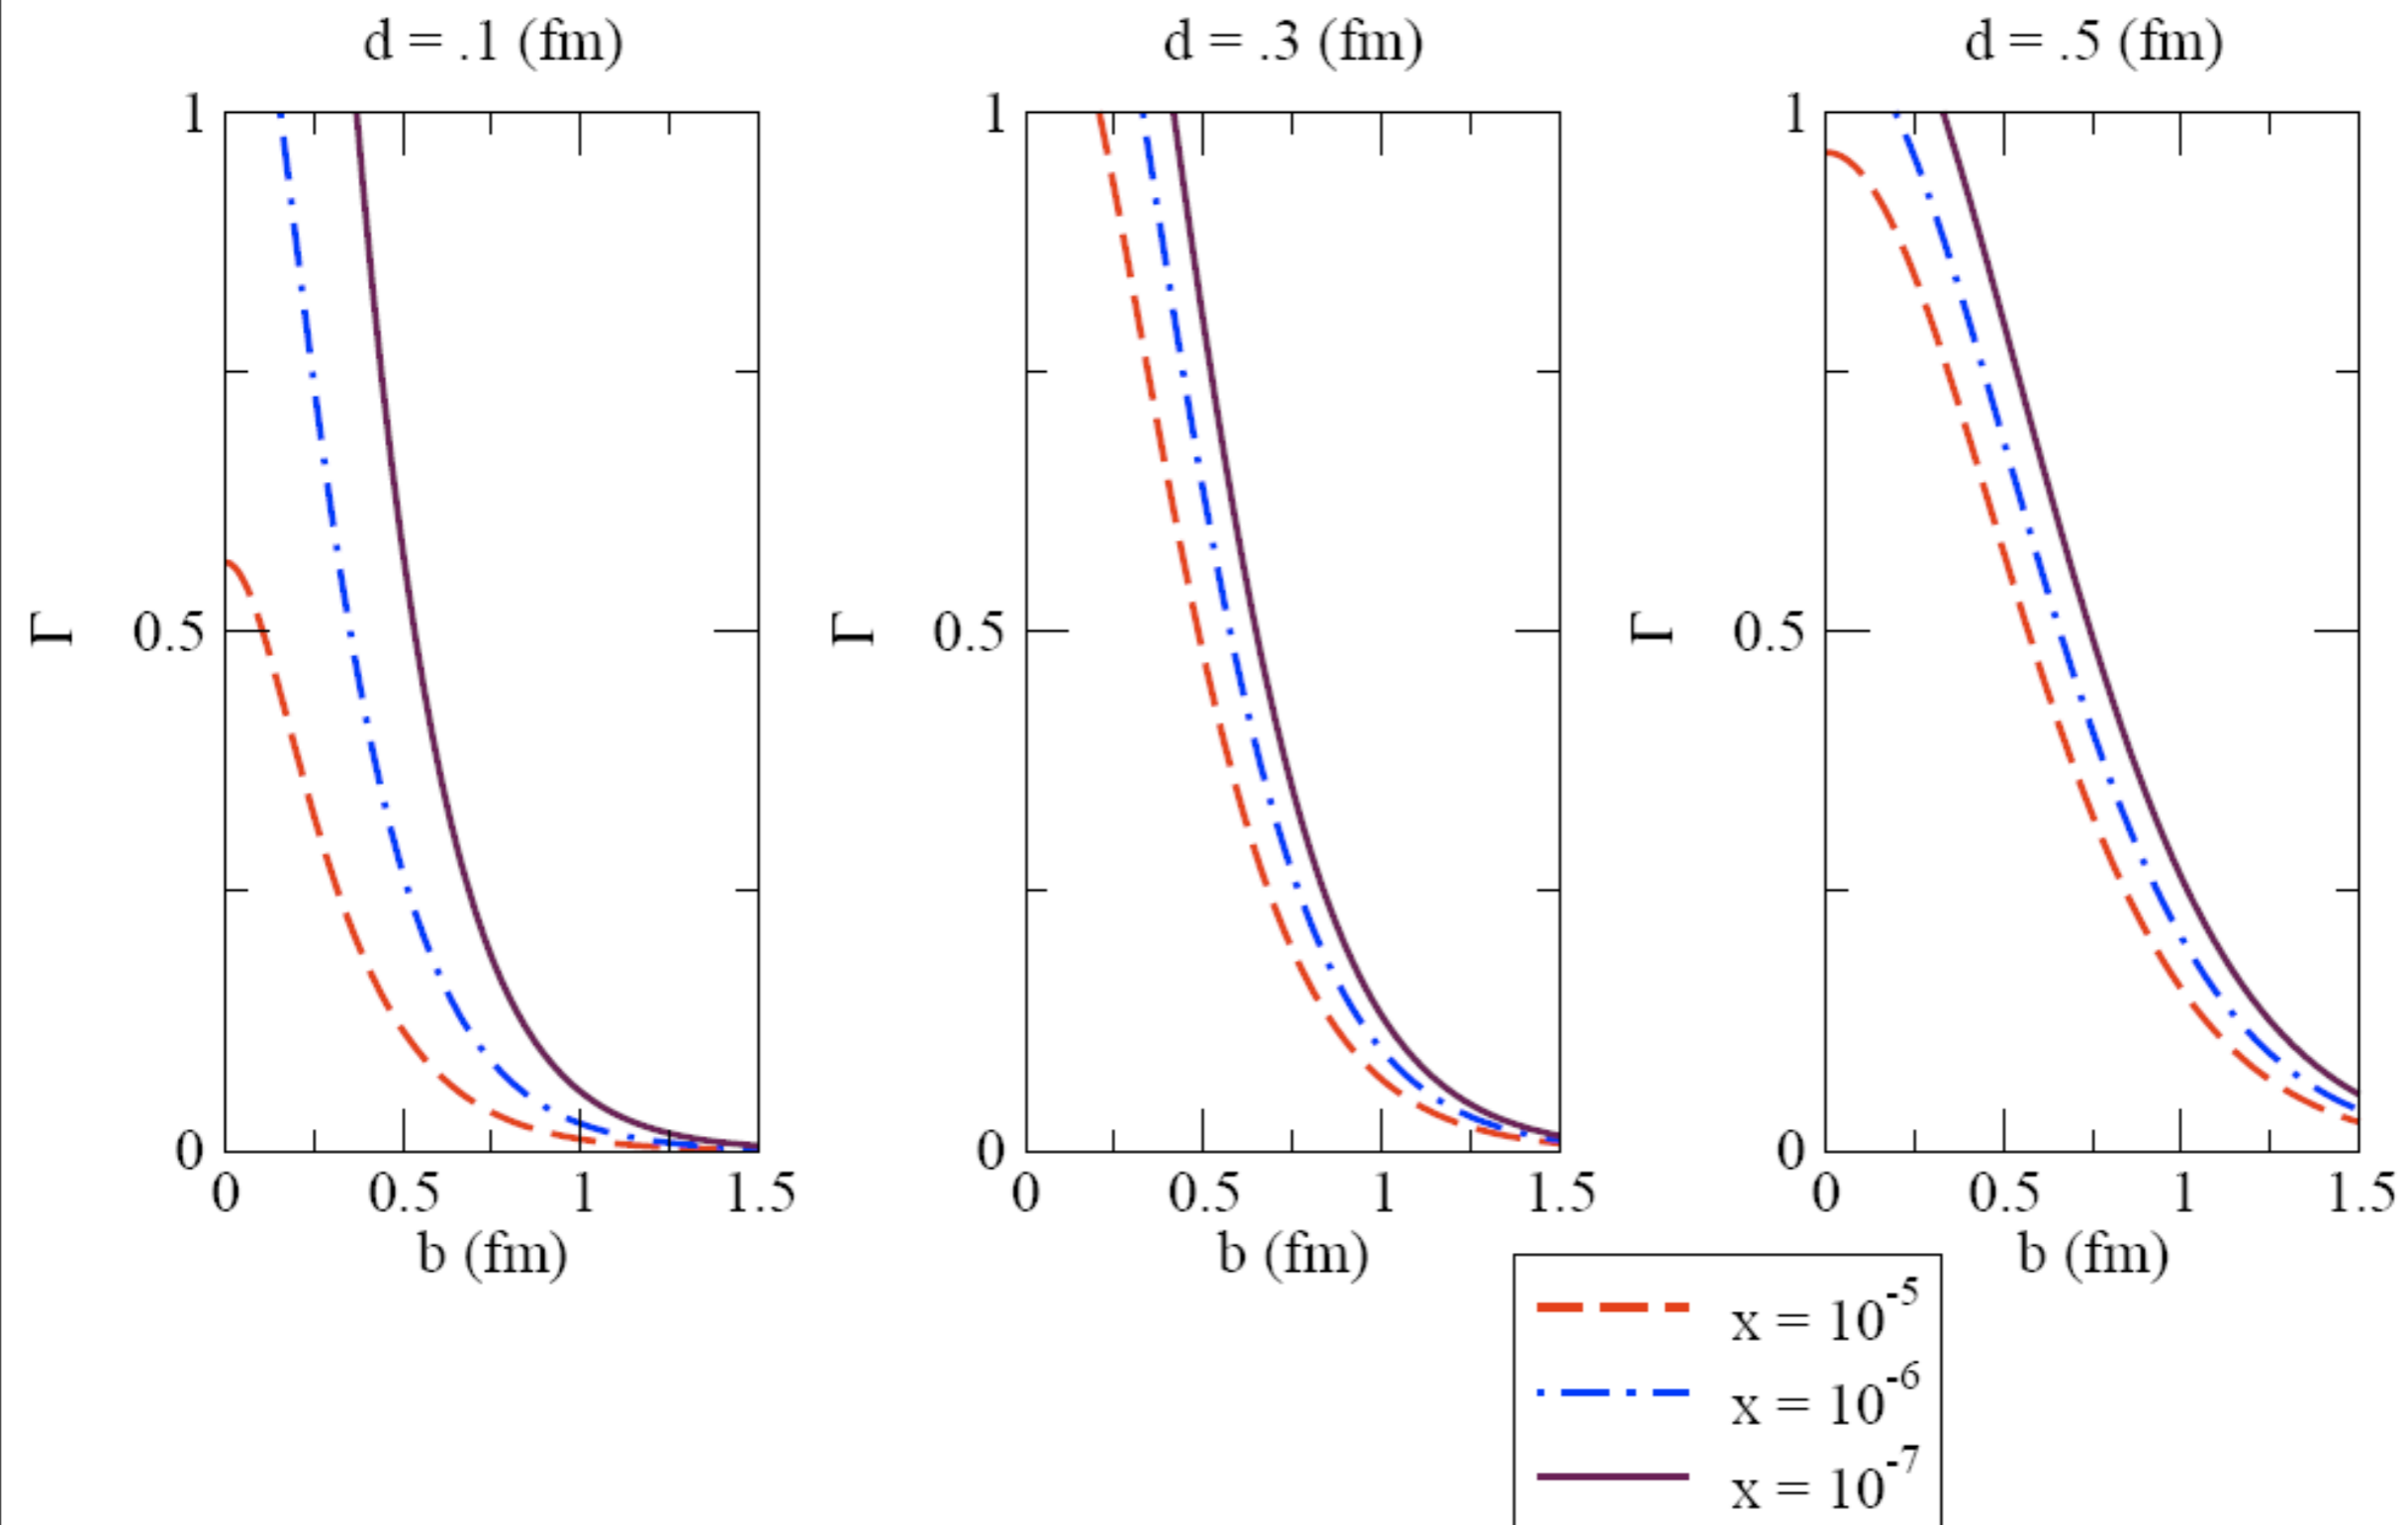 d = .1 (fm) d = .3 (fm) d = .5 (fm)
1 1 1
Γ 0.5 Γ 0.5 Γ 0.5
0 0 0
0 0.5 1 1.5 0 0.5 1 1.5 0 0.5 1 1.5
b (fm) b (fm) b (fm)
x = 10^-5
x = 10^-6
x = 10^-7